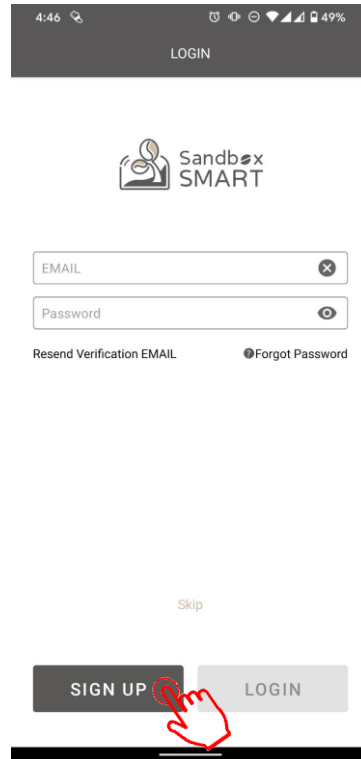 4:46 49%
LOGIN
Sandbox
SMART
EMAIL
Password
Resend Verification EMAIL ?Forgot Password
Skip
SIGN UP LOGIN